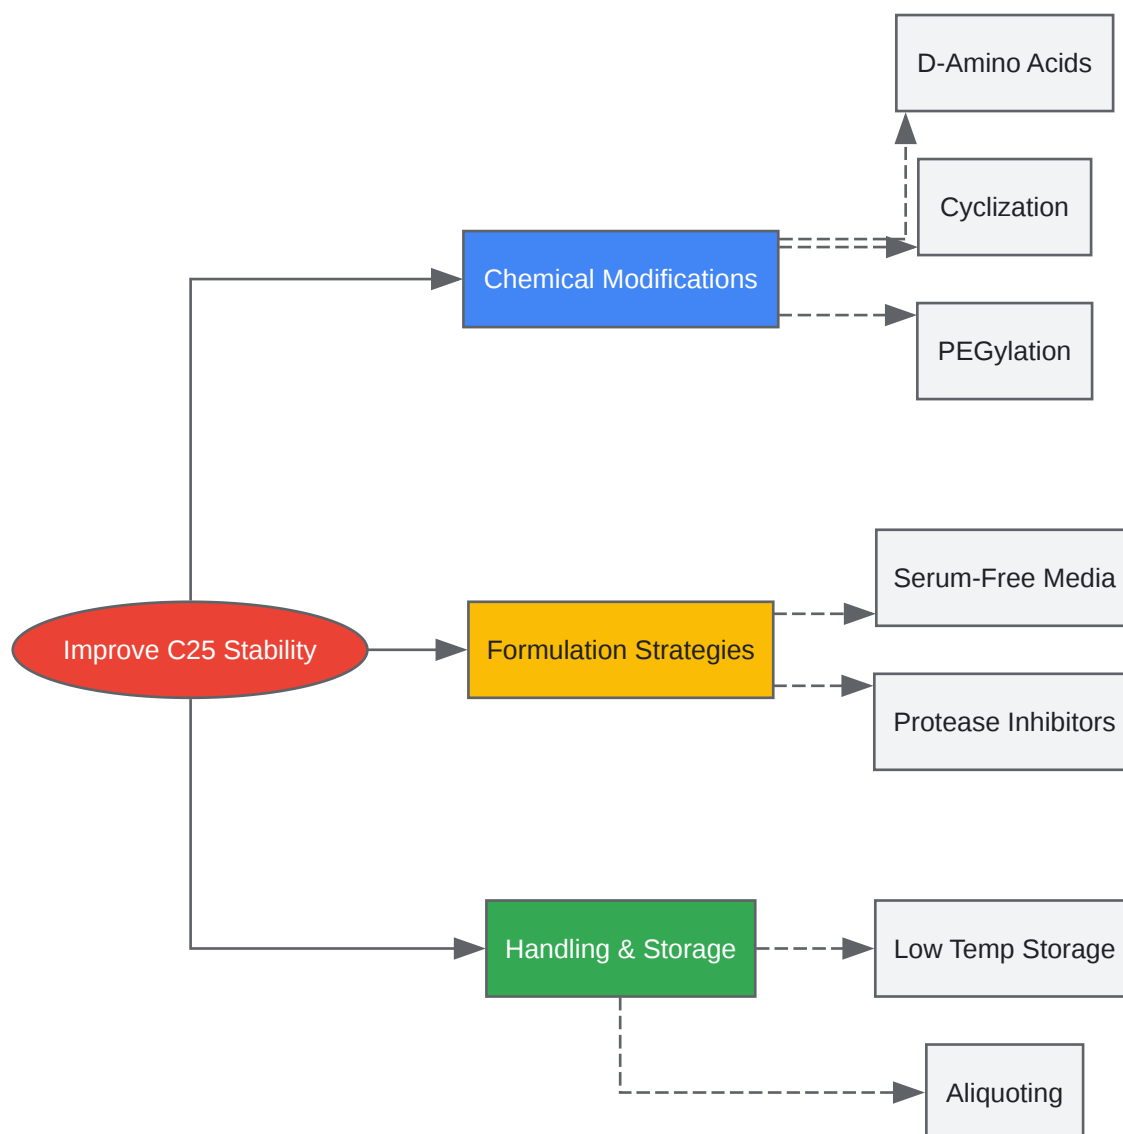 D-Amino Acids
Cyclization
Chemical Modifications
PEGylation
Serum-Free Media
Improve C25 Stability
Formulation Strategies
Protease Inhibitors
Handling & Storage
Low Temp Storage
Aliquoting